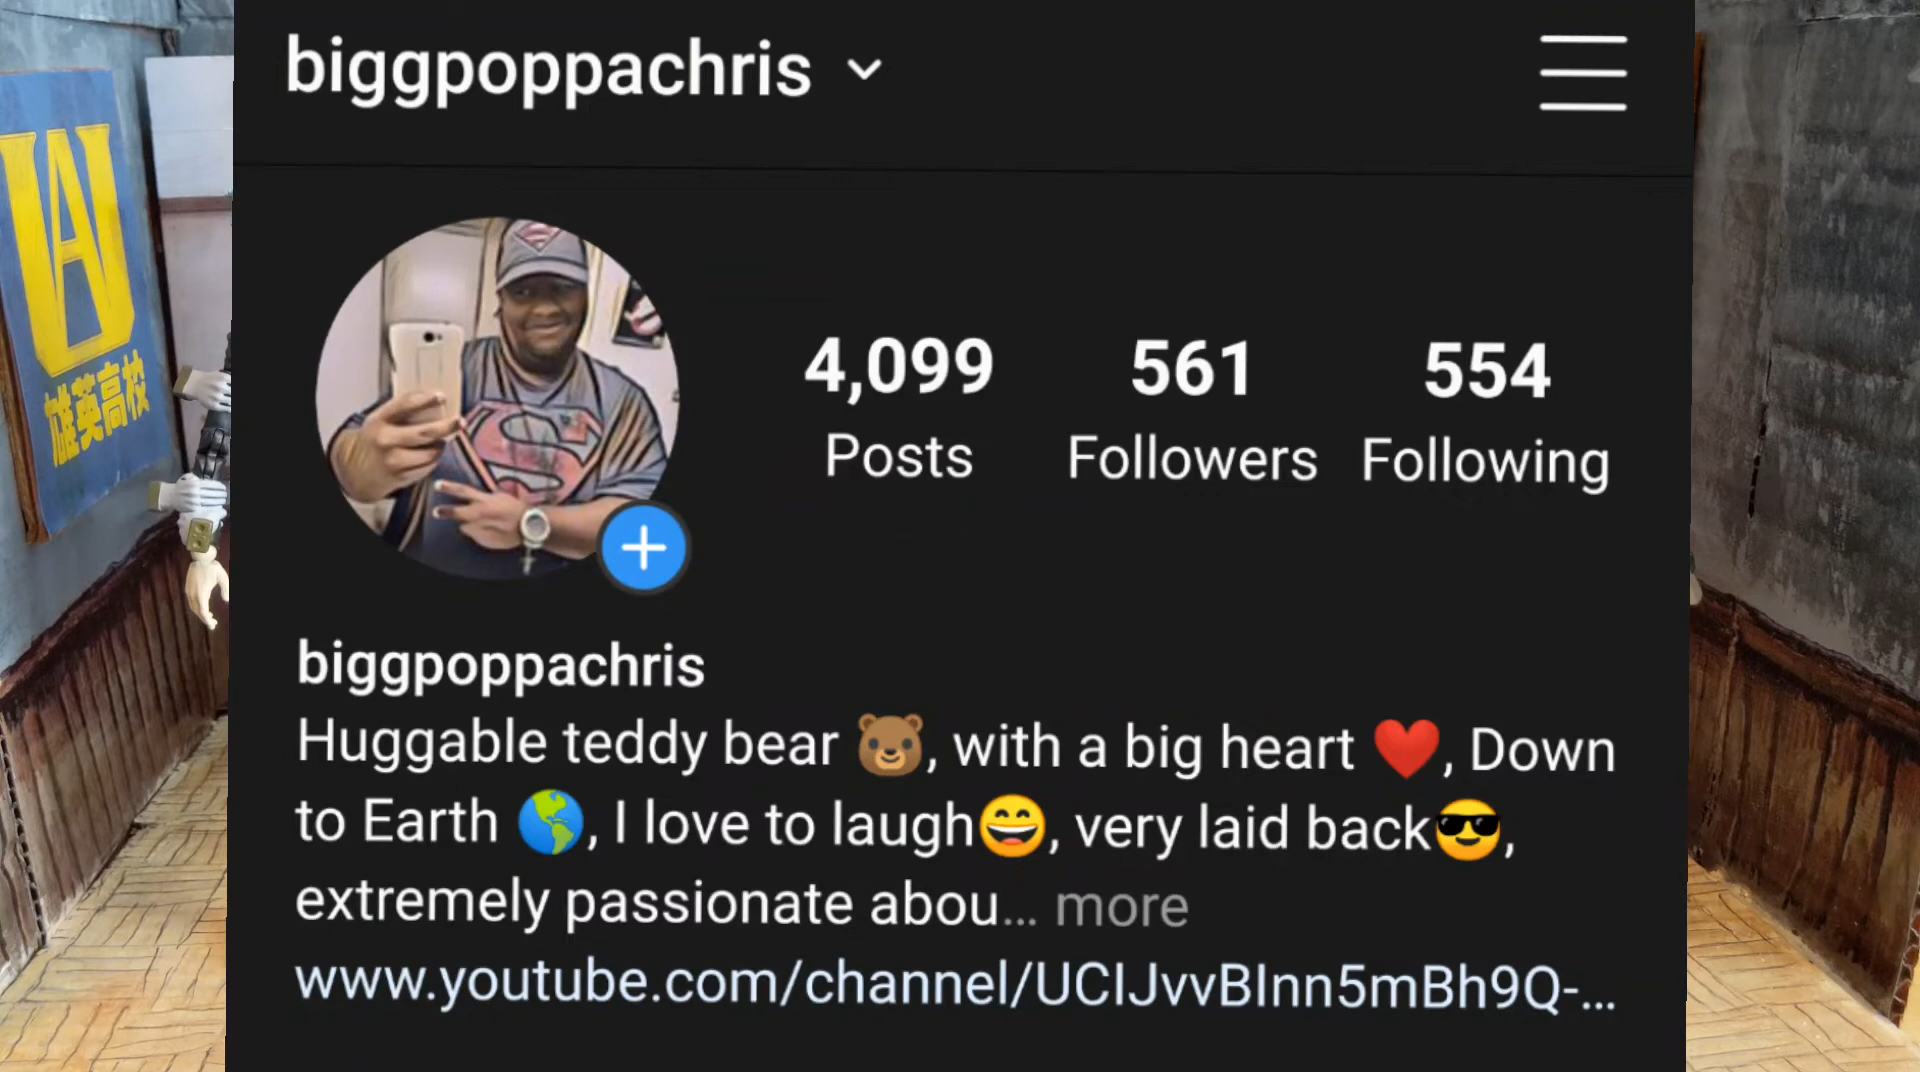 biggpoppachris
UA
雄英高校
4,099
Posts
561
Followers
554
Following
biggpoppachris
Huggable teddy bear 🐻, with a big heart ❤️, Down
to Earth 🌎, I love to laugh😄, very laid back😎,
extremely passionate abou... more
www.youtube.com/channel/UCIJvvBInn5mBh9Q-...